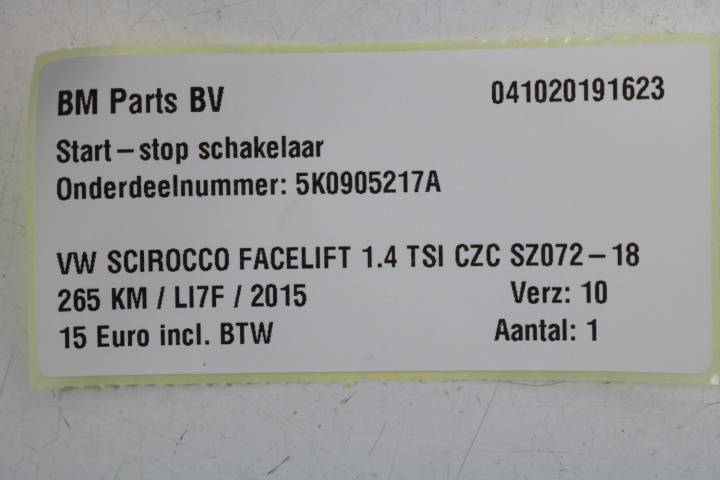 BM Parts BV 041020191623
Start – stop schakelaar
Onderdeelnummer: 5K0905217A
VW SCIROCCO FACELIFT 1.4 TSI CZC SZ072 – 18
265 KM / LI7F / 2015 Verz: 10
15 Euro incl. BTW Aantal: 1